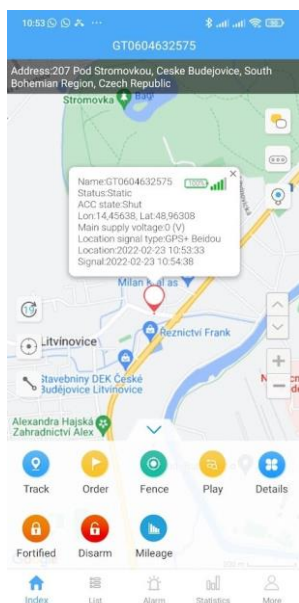 10:53
GT0604632575
Address:207 Pod Stromovkou, Ceske Budejovice, South
Bohemian Region, Czech Republic
Stromovka
Bagr
Name:GT0604632575
100%
Status:Static
ACC state:Shut
Lon:14,45638, Lat:48,96308
Main supply voltage:0 (V)
Location signal type:GPS+ Beidou
Location:2022-02-23 10:53:33
Signal:2022-02-23 10:54:38
Milan
19
Litvínovice
Řeznictví Frank
Stavebniny DEK České
Budějovice Litvínovice
Alexandra Hajská
Zahradnictví Alex
Track
Order
Fence
Play
Details
Fortified
Disarm
Mileage
Index
List
Alarm
Statistics
More